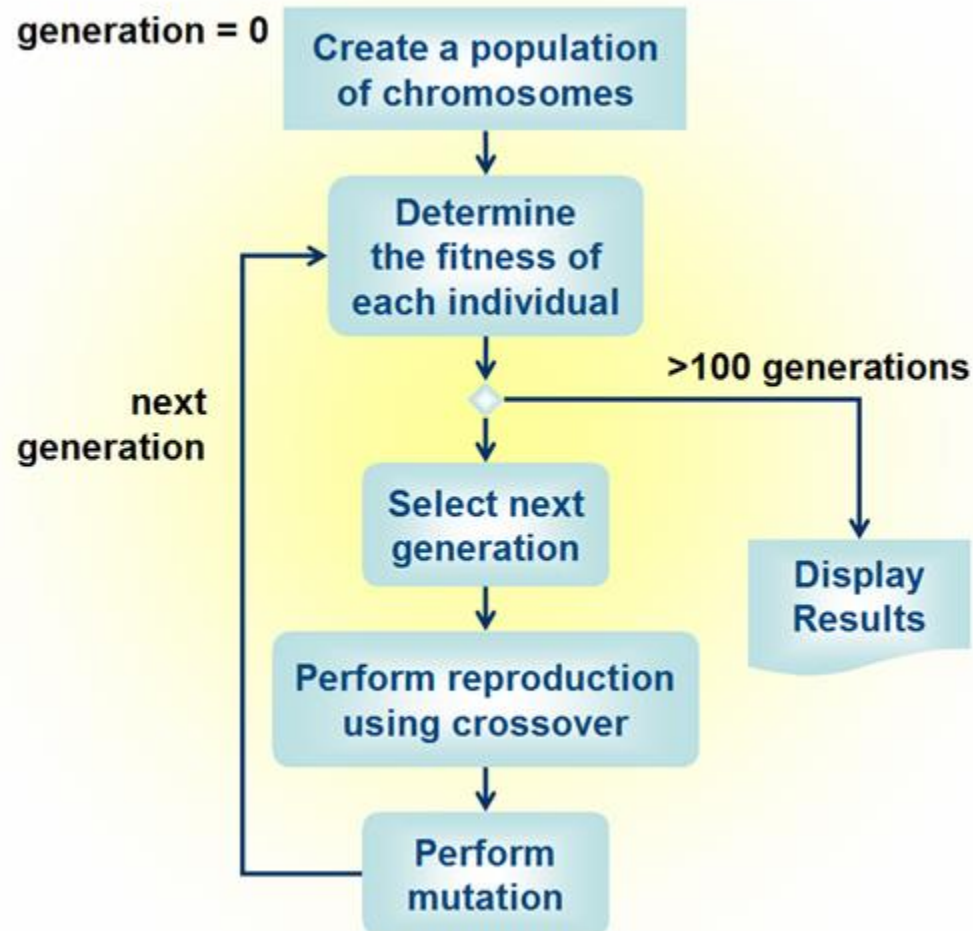 generation = 0
Create a population
of chromosomes
Determine
the fitness of
each individual
>100 generations
next
generation
Select next
generation
Display
Results
Perform reproduction
using crossover
Perform
mutation